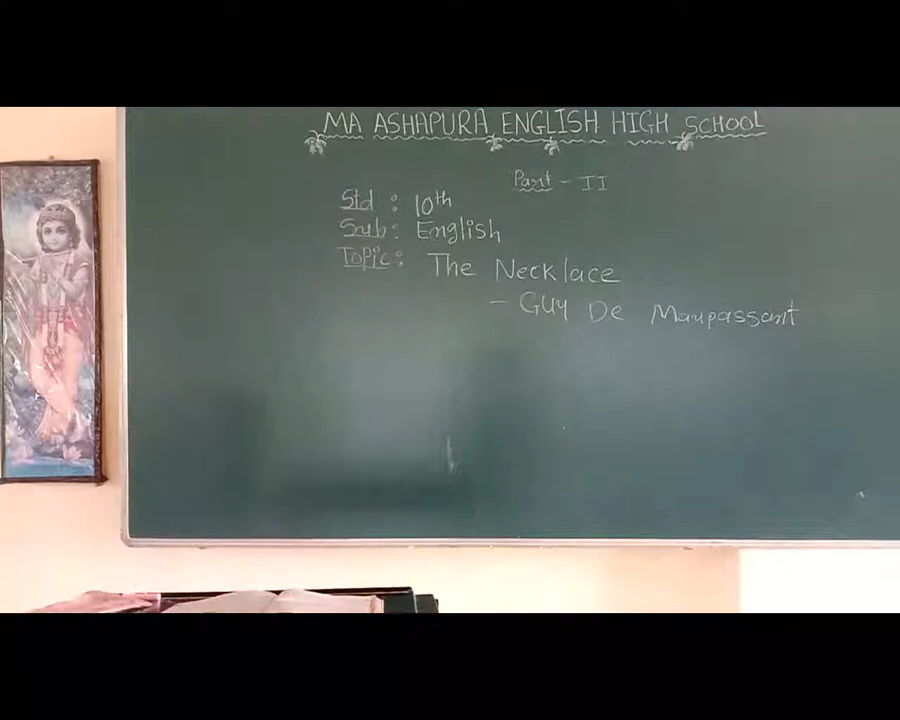 MA ASHAPURA ENGLISH HIGH SCHOOL
Part - II
Std : 10th
Sub: English
Topic: The Necklace
- Guy De Maupassant